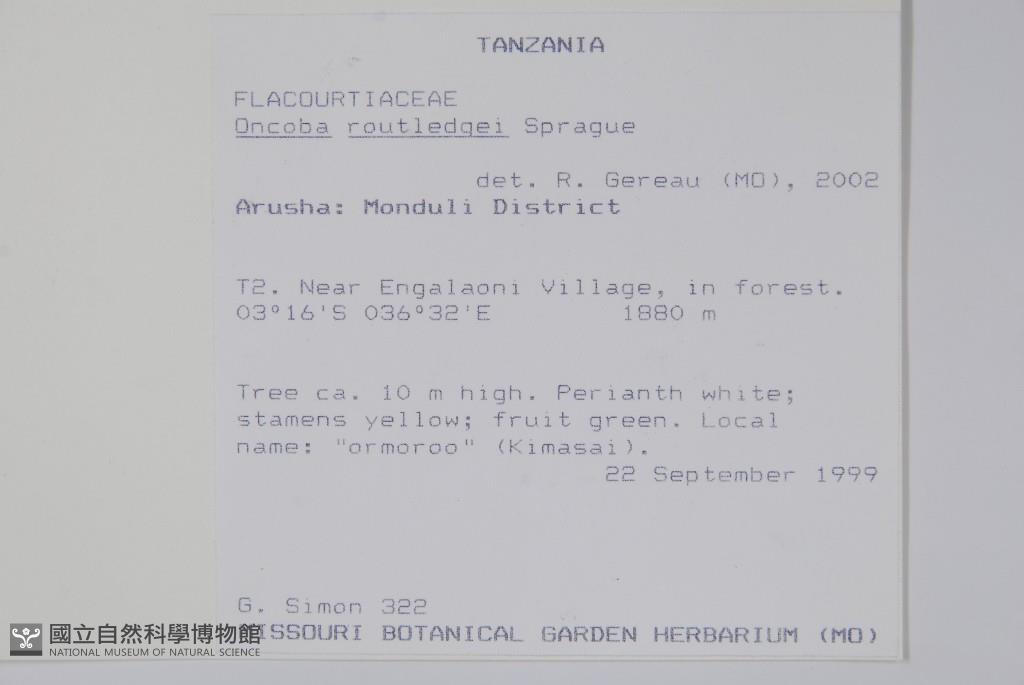 TANZANIA
FLACOURTIACEAE
Oncoba routledgei Sprague
det. R. Gereau (MO), 2002
Arusha: Monduli District
T2. Near Engalaoni Village, in forest.
03°16'S 036°32'E 1880 m
Tree ca. 10 m high. Perianth white;
stamens yellow; fruit green. Local
name: "ormoroo" (Kimasai).
22 September 1999
G. Simon 322
MISSOURI BOTANICAL GARDEN HERBARIUM (MO)
國立自然科學博物館
NATIONAL MUSEUM OF NATURAL SCIENCE